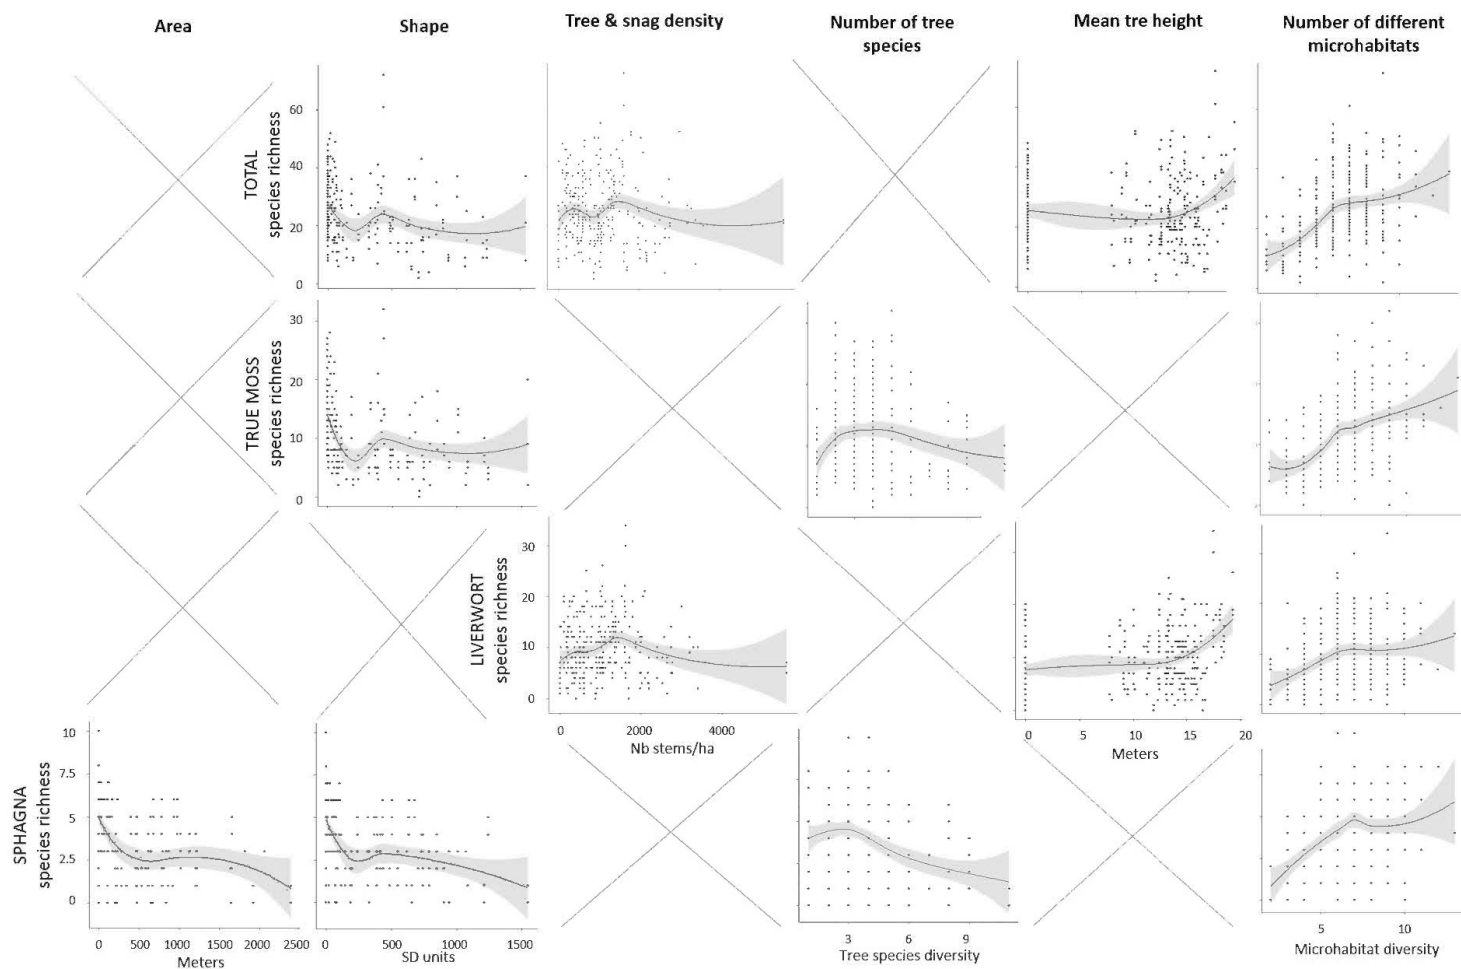 Area
Shape
Tree & snag density
Number of tree
species
Mean tre height
Number of different
microhabitats
TOTAL
species richness
60
40
20
0
TRUE MOSS
species richness
30
20
10
0
LIVERWORT
species richness
30
20
10
0
0 2000 4000
Nb stems/ha
0 5 10 15 20
Meters
SPHAGNA
species richness
10
7.5
5
2.5
0
0 500 1000 1500 2000 2400
Meters
0 500 1000 1500
SD units
3 6 9
Tree species diversity
5 10
Microhabitat diversity